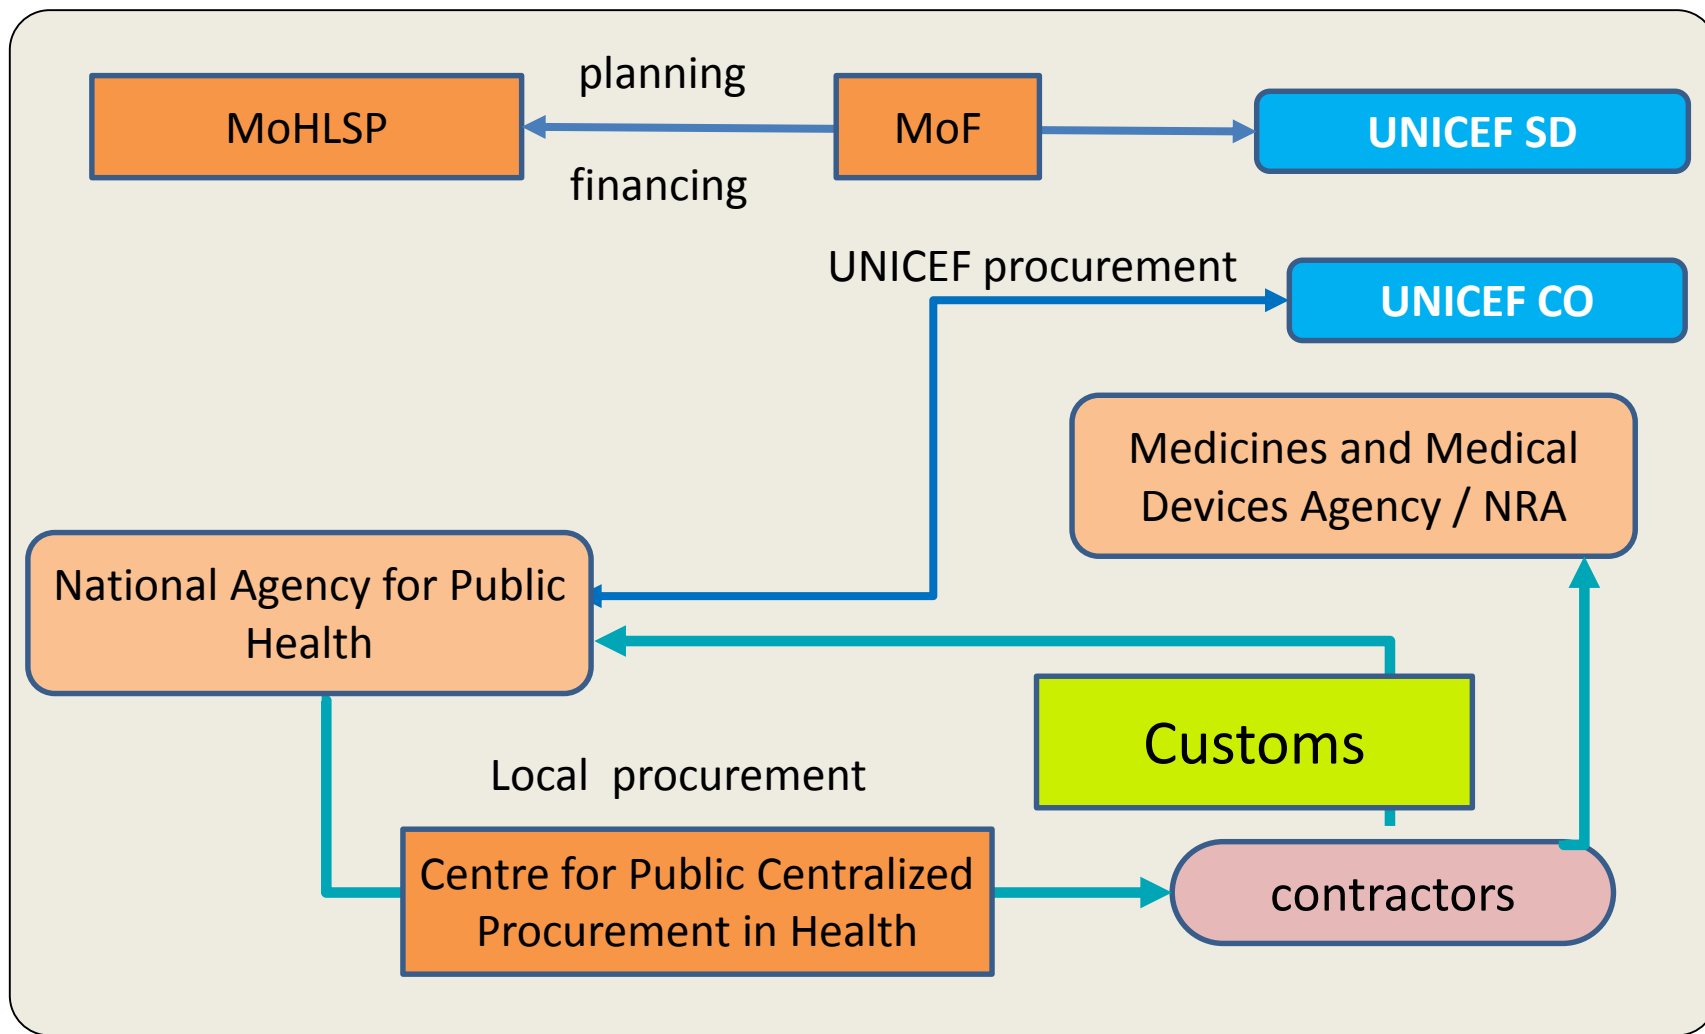 planning
MoHLSP
MoF
UNICEF SD
financing
UNICEF procurement
UNICEF CO
Medicines and Medical
Devices Agency / NRA
National Agency for Public
Health
Customs
Local  procurement
Centre for Public Centralized
Procurement in Health
contractors